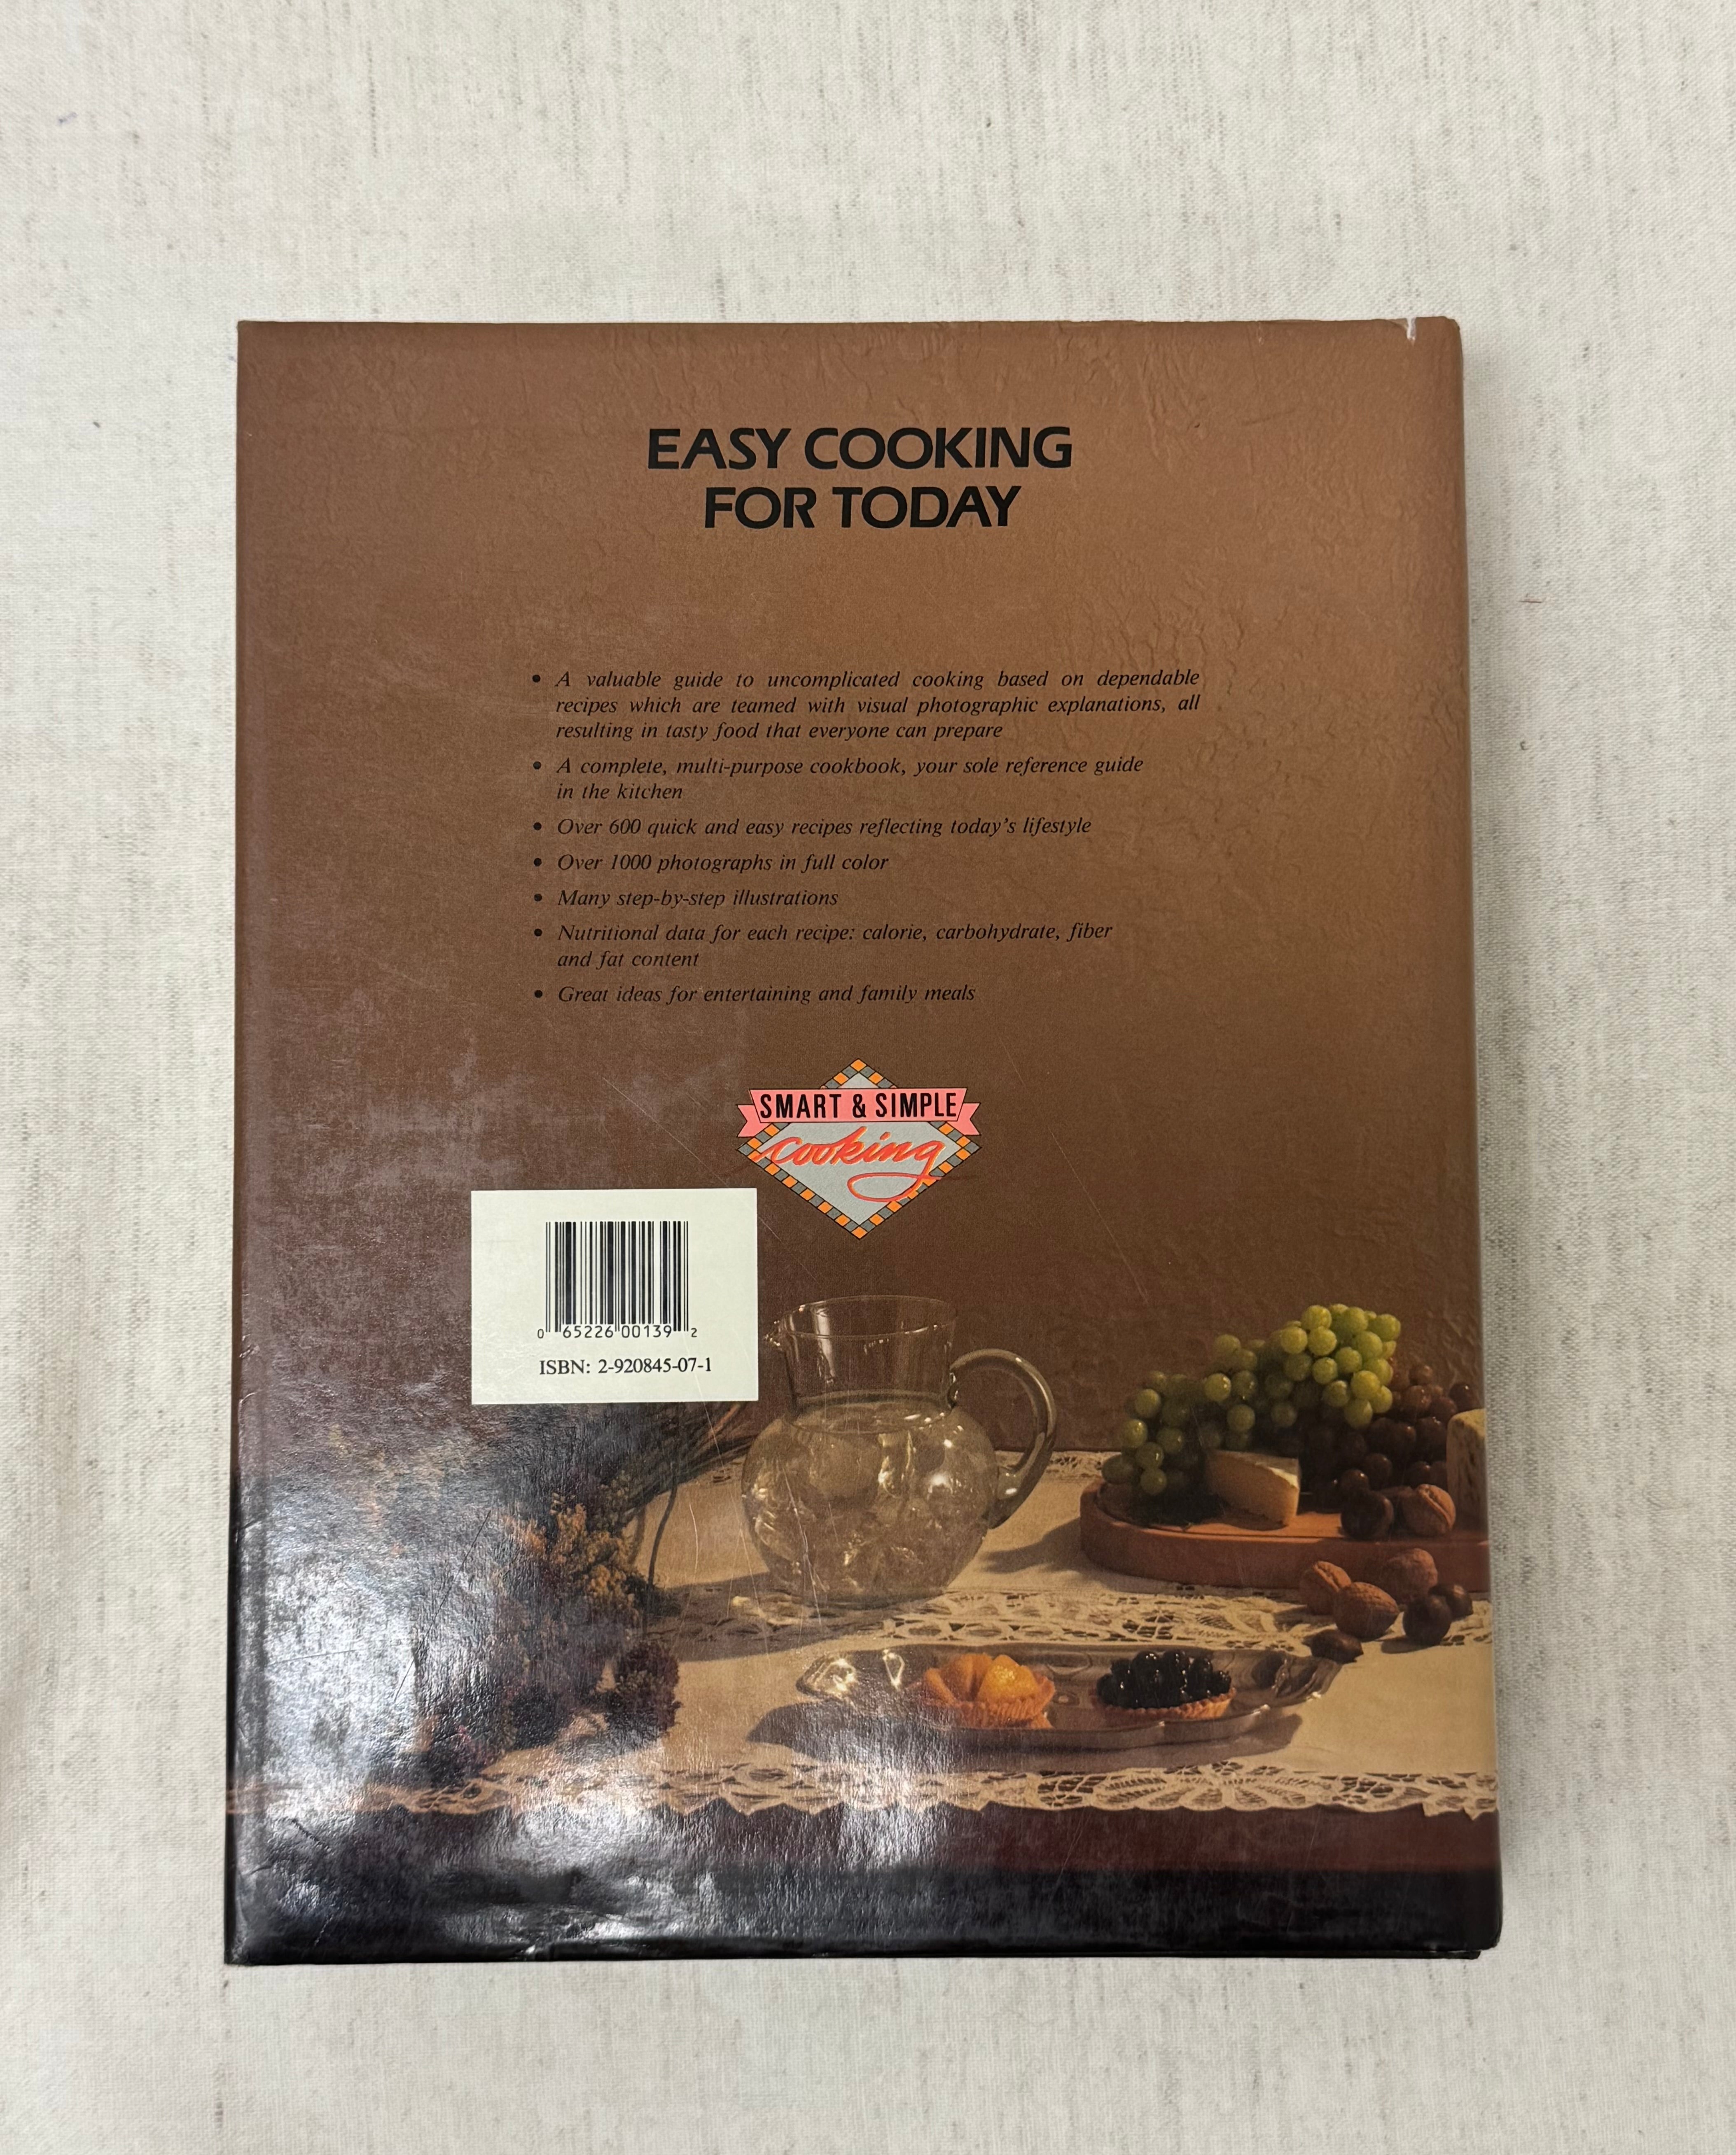 EASY COOKING
FOR TODAY
• A valuable guide to uncomplicated cooking based on dependable
recipes which are teamed with visual photographic explanations, all
resulting in tasty food that everyone can prepare
• A complete, multi-purpose cookbook, your sole reference guide
in the kitchen
• Over 600 quick and easy recipes reflecting today's lifestyle
• Over 1000 photographs in full color
• Many step-by-step illustrations
• Nutritional data for each recipe: calorie, carbohydrate, fiber
and fat content
• Great ideas for entertaining and family meals
SMART & SIMPLE
cooking
0 65226 00139 2
ISBN: 2-920845-07-1